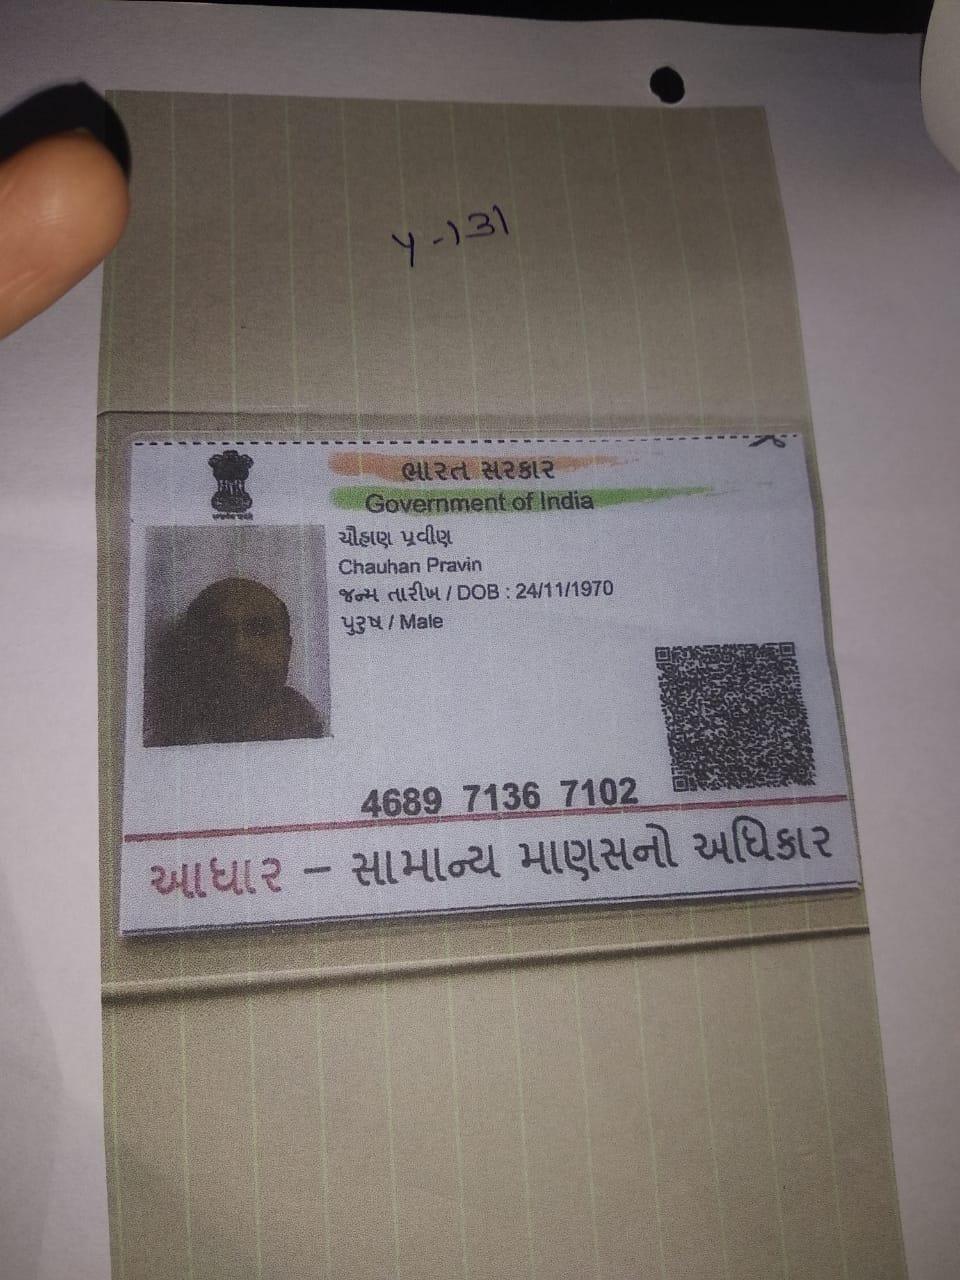 Y-131
ભારત સરકાર
Government of India
ચૌહાણ પ્રવીણ
Chauhan Pravin
જન્મ તારીખ / DOB : 24/11/1970
પુરુષ / Male
4689 7136 7102
આધાર – સામાન્ય માણસનો અધિકાર